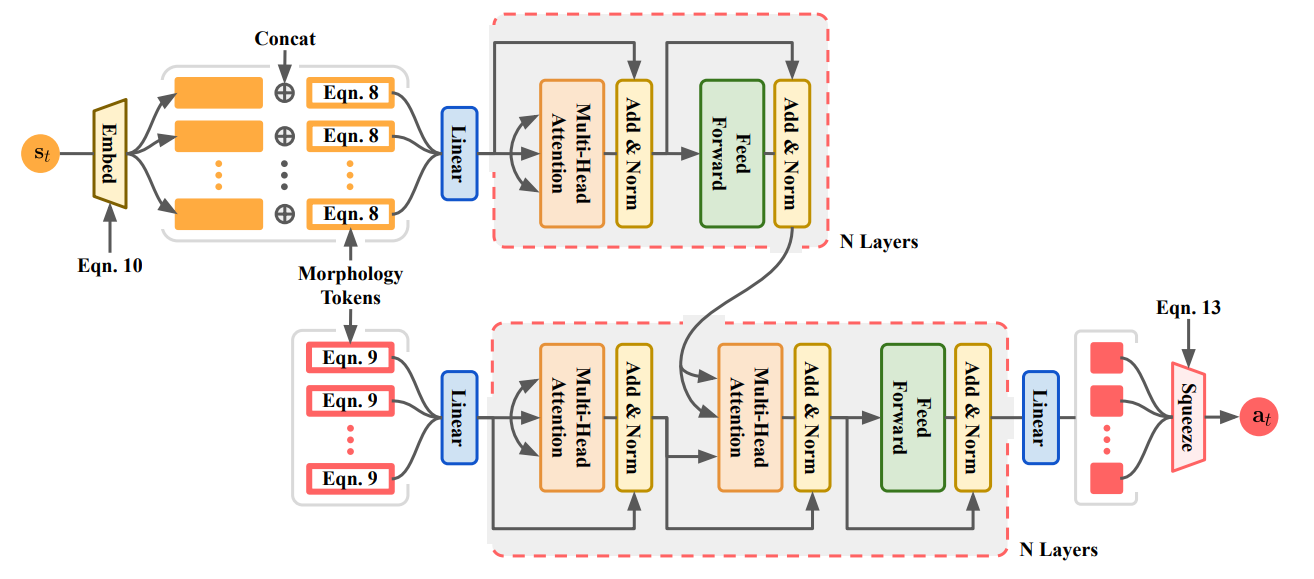 Concat
s_t
Embed
Eqn. 10
⊕ Eqn. 8
⊕ Eqn. 8
⊕ Eqn. 8
Morphology
Tokens
Linear
Multi-Head
Attention
Add & Norm
Feed
Forward
Add & Norm
N Layers
Eqn. 9
Eqn. 9
Eqn. 9
Linear
Multi-Head
Attention
Add & Norm
Multi-Head
Attention
Add & Norm
Feed
Forward
Add & Norm
N Layers
Linear
Eqn. 13
Squeeze
a_t